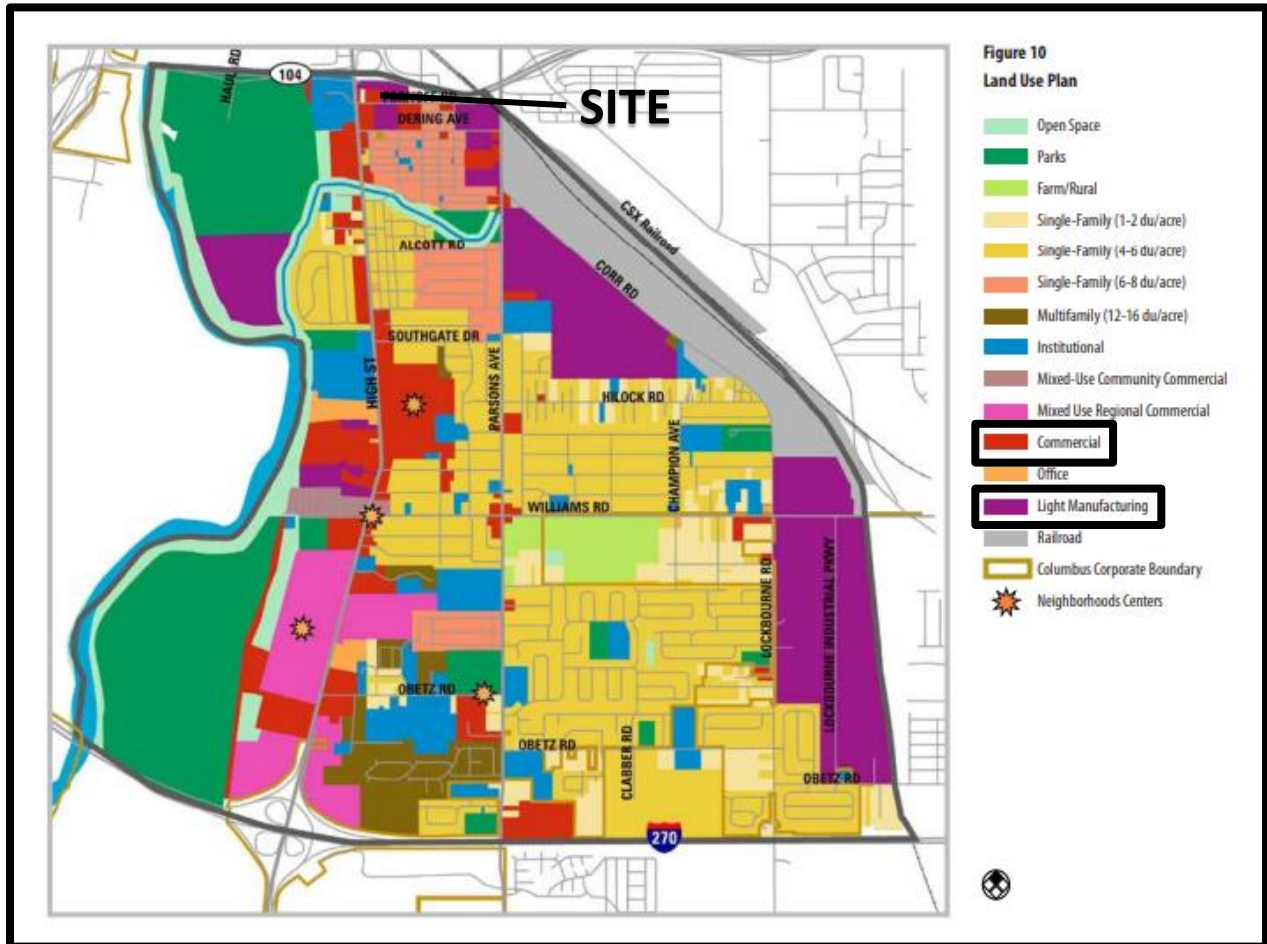 Figure 10
Land Use Plan
Open Space
Parks
Farm/Rural
Single-Family (1-2 du/acre)
Single-Family (4-6 du/acre)
Single-Family (6-8 du/acre)
Multifamily (12-16 du/acre)
Institutional
Mixed-Use Community Commercial
Mixed Use Regional Commercial
Commercial
Office
Light Manufacturing
Railroad
Columbus Corporate Boundary
Neighborhoods Centers
HAUL RD
104
SITE
DERING AVE
CSX Railroad
ALCOTT RD
CORR RD
SOUTHGATE DR
HIGH ST
PARSONS AVE
HILOCK RD
CHAMPION AVE
WILLIAMS RD
LOCKBOURNE RD
LOCKBOURNE INDUSTRIAL PKWY
OBETZ RD
OBETZ RD
CLABBER RD
OBETZ RD
270